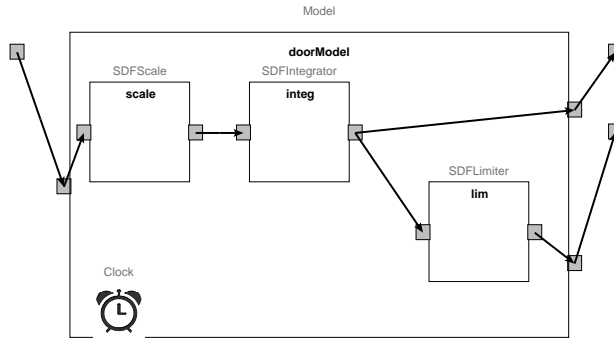 Model
doorModel
SDFScale
SDFIntegrator
scale
integ
SDFLimiter
lim
Clock